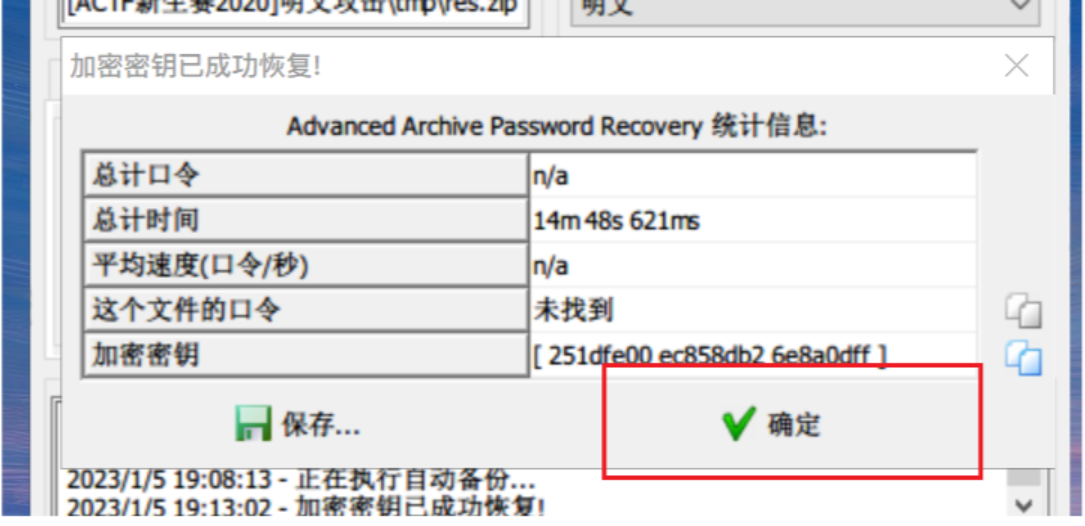 [ACTF新生赛2020]明文攻击\tmp\res.zip 明文
加密密钥已成功恢复!
Advanced Archive Password Recovery 统计信息:
总计口令 n/a
总计时间 14m 48s 621ms
平均速度(口令/秒) n/a
这个文件的口令 未找到
加密密钥 [ 251dfe00 ec858db2 6e8a0dff ]
保存... 确定
2023/1/5 19:08:13 - 正在执行自动备份...
2023/1/5 19:13:02 - 加密密钥已成功恢复!